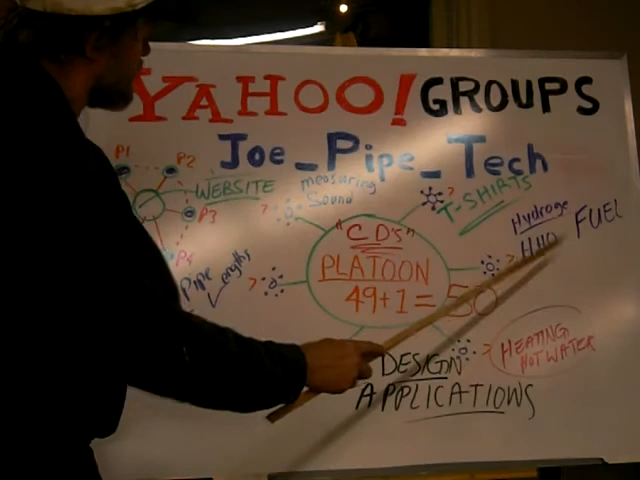 YAHOO! GROUPS
Joe_Pipe_Tech
P1
P2
P3
P4
WEBSITE
measuring
Sound
?
?
T-SHIRTS
"CD's"
PLATOON
49+1=50
Pipe Lengths
?
Hydroge
HHO
FUEL
?
HEATING
HOT WATER
?
DESIGN
APPLICATIONS